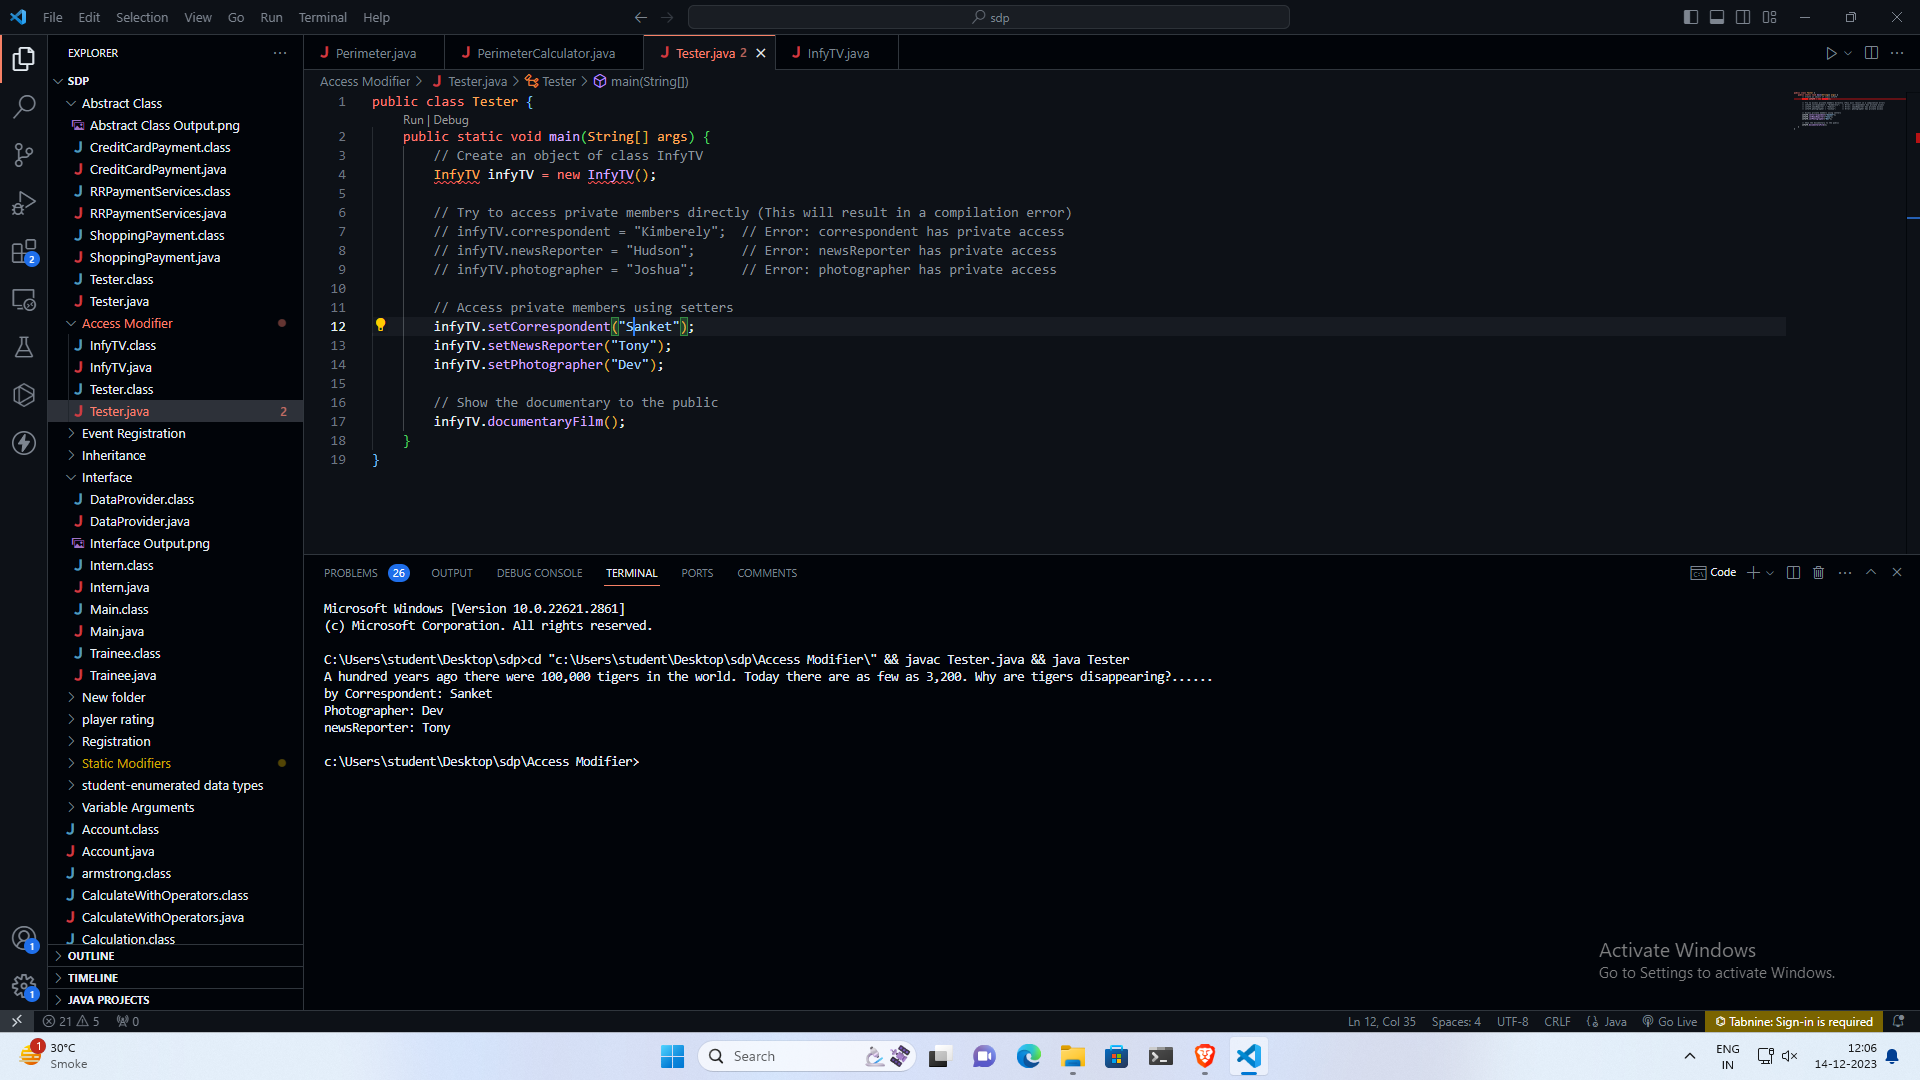 File Edit Selection View Go Run Terminal Help
sdp
EXPLORER
SDP
Abstract Class
Abstract Class Output.png
CreditCardPayment.class
CreditCardPayment.java
RRPaymentServices.class
RRPaymentServices.java
ShoppingPayment.class
ShoppingPayment.java
Tester.class
Tester.java
Access Modifier
InfyTV.class
InfyTV.java
Tester.class
Tester.java 2
Event Registration
Inheritance
Interface
DataProvider.class
DataProvider.java
Interface Output.png
Intern.class
Intern.java
Main.class
Main.java
Trainee.class
Trainee.java
New folder
player rating
Registration
Static Modifiers
student-enumerated data types
Variable Arguments
Account.class
Account.java
armstrong.class
CalculateWithOperators.class
CalculateWithOperators.java
Calculation.class
OUTLINE
TIMELINE
JAVA PROJECTS
Perimeter.java PerimeterCalculator.java Tester.java 2 InfyTV.java
Access Modifier > Tester.java > Tester > main(String[])
1 public class Tester {
Run | Debug
2 public static void main(String[] args) {
3 // Create an object of class InfyTV
4 InfyTV infyTV = new InfyTV();
5
6 // Try to access private members directly (This will result in a compilation error)
7 // infyTV.correspondent = "Kimberely"; // Error: correspondent has private access
8 // infyTV.newsReporter = "Hudson"; // Error: newsReporter has private access
9 // infyTV.photographer = "Joshua"; // Error: photographer has private access
10
11 // Access private members using setters
12 infyTV.setCorrespondent("Sanket");
13 infyTV.setNewsReporter("Tony");
14 infyTV.setPhotographer("Dev");
15
16 // Show the documentary to the public
17 infyTV.documentaryFilm();
18 }
19 }
PROBLEMS 26 OUTPUT DEBUG CONSOLE TERMINAL PORTS COMMENTS
Code
Microsoft Windows [Version 10.0.22621.2861]
(c) Microsoft Corporation. All rights reserved.
C:\Users\student\Desktop\sdp>cd "c:\Users\student\Desktop\sdp\Access Modifier\" && javac Tester.java && java Tester
A hundred years ago there were 100,000 tigers in the world. Today there are as few as 3,200. Why are tigers disappearing?......
by Correspondent: Sanket
Photographer: Dev
newsReporter: Tony
c:\Users\student\Desktop\sdp\Access Modifier>
Activate Windows
Go to Settings to activate Windows.
2
1
1
21 5 0
Ln 12, Col 35 Spaces: 4 UTF-8 CRLF Java Go Live Tabnine: Sign-in is required
1
30°C
Smoke
Search
ENG
IN
12:06
14-12-2023